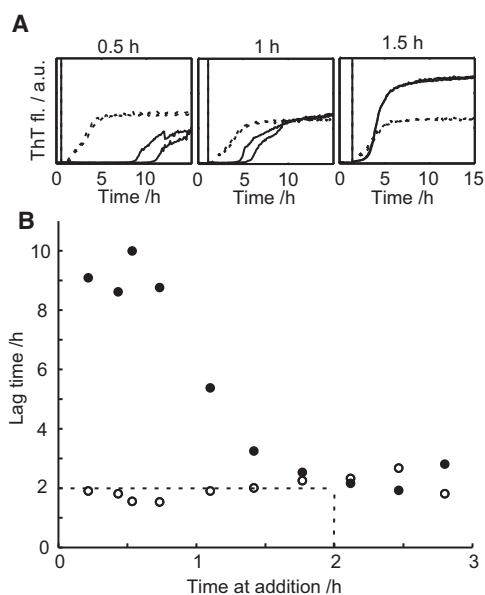 A
0.5 h
1 h
1.5 h
ThT fl. / a.u.
0 5 10
0 5 10
0 5 10 15
Time /h
Time /h
Time /h
B
10
8
6
4
2
0
Lag time /h
0 1 2 3
Time at addition /h